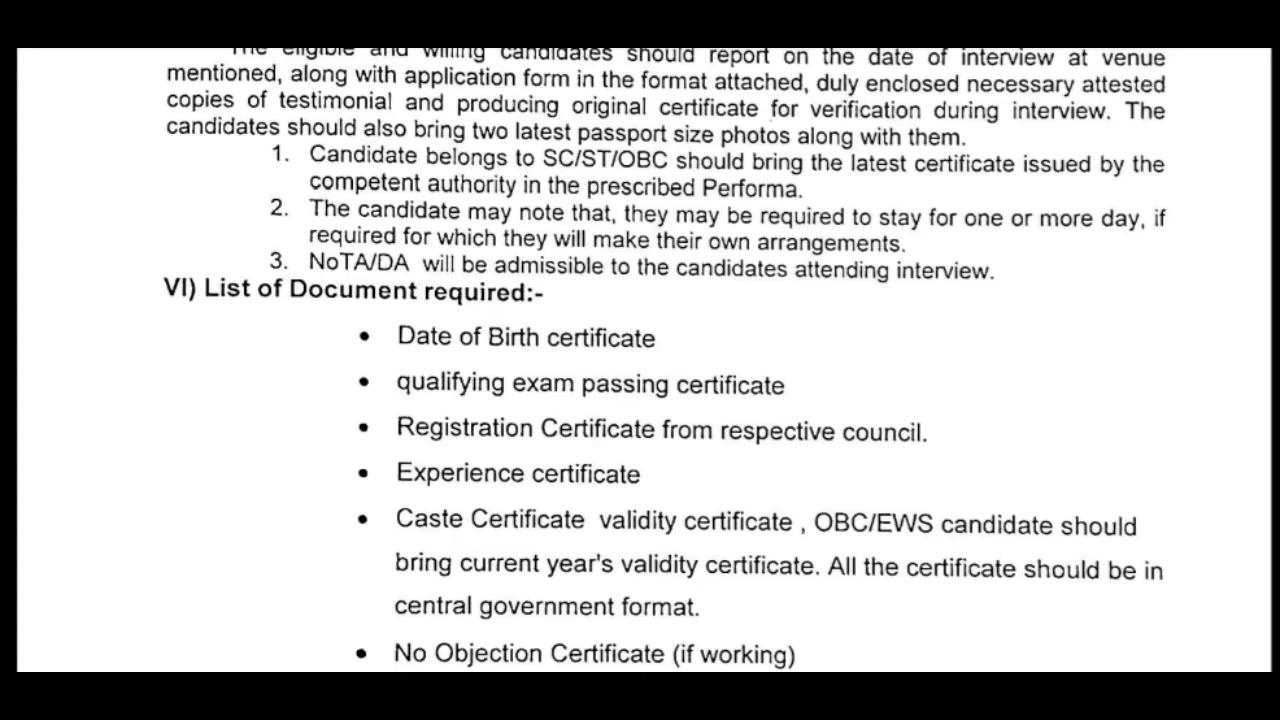 The eligible and willing candidates should report on the date of interview at venue
mentioned, along with application form in the format attached, duly enclosed necessary attested
copies of testimonial and producing original certificate for verification during interview. The
candidates should also bring two latest passport size photos along with them.
1. Candidate belongs to SC/ST/OBC should bring the latest certificate issued by the
competent authority in the prescribed Performa.
2. The candidate may note that, they may be required to stay for one or more day, if
required for which they will make their own arrangements.
3. NoTA/DA will be admissible to the candidates attending interview.
VI) List of Document required:-
• Date of Birth certificate
• qualifying exam passing certificate
• Registration Certificate from respective council.
• Experience certificate
• Caste Certificate validity certificate , OBC/EWS candidate should
bring current year's validity certificate. All the certificate should be in
central government format.
• No Objection Certificate (if working)